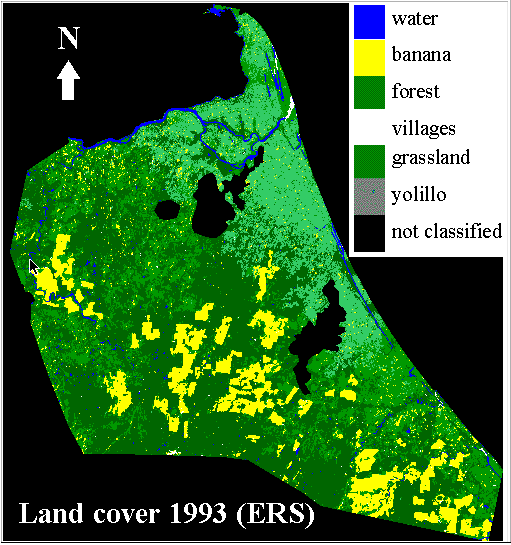 N
water
banana
forest
villages
grassland
yolillo
not classified
Land cover 1993 (ERS)